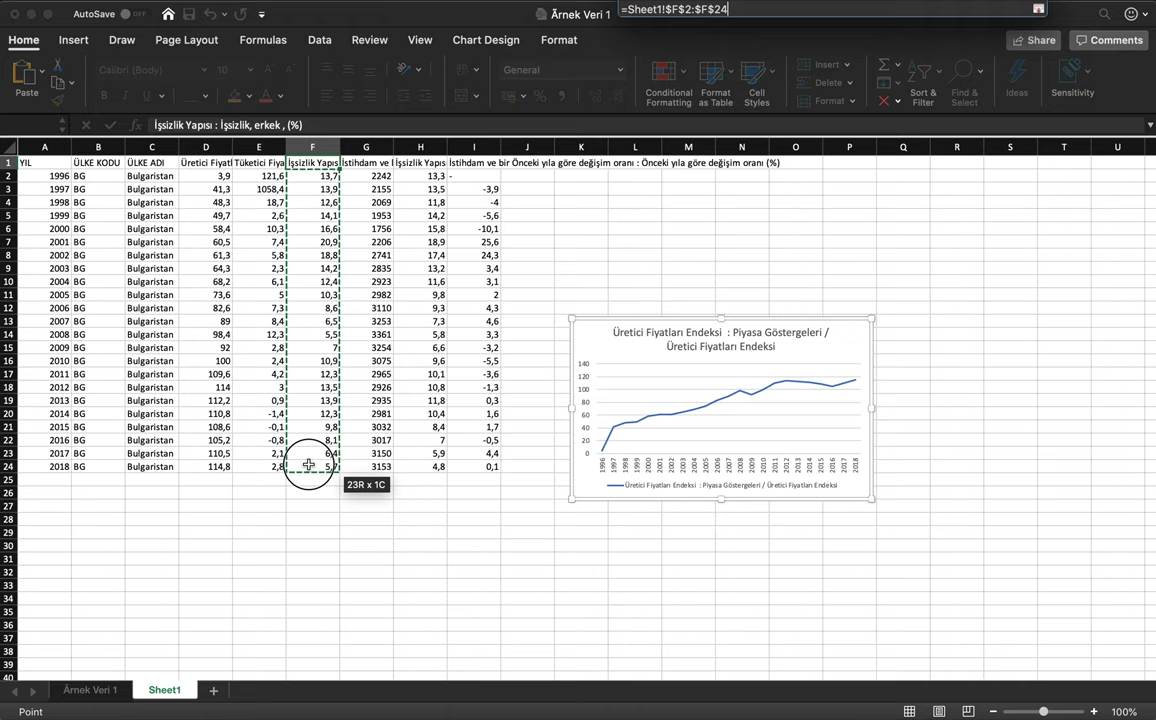 AutoSave OFF
Ãrnek Veri 1
=Sheet1!$F$2:$F$24
Home Insert Draw Page Layout Formulas Data Review View Chart Design Format
Share Comments
Paste
Calibri (Body) 10
B I U
General
%
Conditional Formatting
Format as Table
Cell Styles
Insert
Delete
Format
Sort & Filter
Find & Select
Ideas
Sensitivity
fx İşsizlik Yapısı : İşsizlik, erkek , (%)
A B C D E F G H I J K L M N O P Q R S T U
1 YIL ÜLKE KODU ÜLKE ADI Üretici Fiyatl Tüketici Fiya İşsizlik Yapıs İstihdam ve İ İşsizlik Yapıs İstihdam ve bir Önceki yıla göre değişim oranı : Önceki yıla göre değişim oranı (%)
2 1996 BG Bulgaristan 3,9 121,6 13,7 2242 13,3 -
3 1997 BG Bulgaristan 41,3 1058,4 13,9 2155 13,5 -3,9
4 1998 BG Bulgaristan 48,3 18,7 12,6 2069 11,8 -4
5 1999 BG Bulgaristan 49,7 2,6 14,1 1953 14,2 -5,6
6 2000 BG Bulgaristan 58,4 10,3 16,6 1756 15,8 -10,1
7 2001 BG Bulgaristan 60,5 7,4 20,9 2206 18,9 25,6
8 2002 BG Bulgaristan 61,3 5,8 18,8 2741 17,4 24,3
9 2003 BG Bulgaristan 64,3 2,3 14,2 2835 13,2 3,4
10 2004 BG Bulgaristan 68,2 6,1 12,4 2923 11,6 3,1
11 2005 BG Bulgaristan 73,6 5 10,3 2982 9,8 2
12 2006 BG Bulgaristan 82,6 7,3 8,6 3110 9,3 4,3
13 2007 BG Bulgaristan 89 8,4 6,5 3253 7,3 4,6
14 2008 BG Bulgaristan 98,4 12,3 5,5 3361 5,8 3,3
15 2009 BG Bulgaristan 92 2,8 7 3254 6,6 -3,2
16 2010 BG Bulgaristan 100 2,4 10,9 3075 9,6 -5,5
17 2011 BG Bulgaristan 109,6 4,2 12,3 2965 10,1 -3,6
18 2012 BG Bulgaristan 114 3 13,5 2926 10,8 -1,3
19 2013 BG Bulgaristan 112,2 0,9 13,9 2935 11,8 0,3
20 2014 BG Bulgaristan 110,8 -1,4 12,3 2981 10,4 1,6
21 2015 BG Bulgaristan 108,6 -0,1 9,8 3032 8,4 1,7
22 2016 BG Bulgaristan 105,2 -0,8 8,1 3017 7 -0,5
23 2017 BG Bulgaristan 110,5 2,1 6,4 3150 5,9 4,4
24 2018 BG Bulgaristan 114,8 2,8 5,7 3153 4,8 0,1
25
26
27
28
29
30
31
32
33
34
35
36
37
38
39
40
23R x 1C
Üretici Fiyatları Endeksi : Piyasa Göstergeleri /
Üretici Fiyatları Endeksi
140
120
100
80
60
40
20
0
1996 1997 1998 1999 2000 2001 2002 2003 2004 2005 2006 2007 2008 2009 2010 2011 2012 2013 2014 2015 2016 2017 2018
Üretici Fiyatları Endeksi : Piyasa Göstergeleri / Üretici Fiyatları Endeksi
Ãrnek Veri 1 Sheet1 +
Point
100%